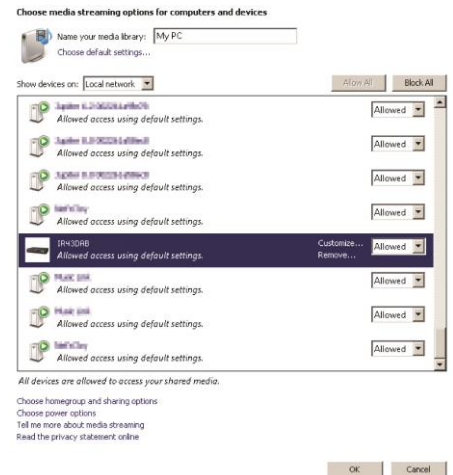 Choose media streaming options for computers and devices
Name your media library: My PC
Choose default settings...
Show devices on: Local network Allow All Block All
Allowed
Allowed access using default settings.
Allowed
Allowed access using default settings.
Allowed
Allowed access using default settings.
Allowed
Allowed access using default settings.
IR43DAB Customize... Allowed
Allowed access using default settings. Remove...
Allowed
Allowed access using default settings.
Allowed
Allowed access using default settings.
Allowed
Allowed access using default settings.
All devices are allowed to access your shared media.
Choose homegroup and sharing options
Choose power options
Tell me more about media streaming
Read the privacy statement online
OK Cancel